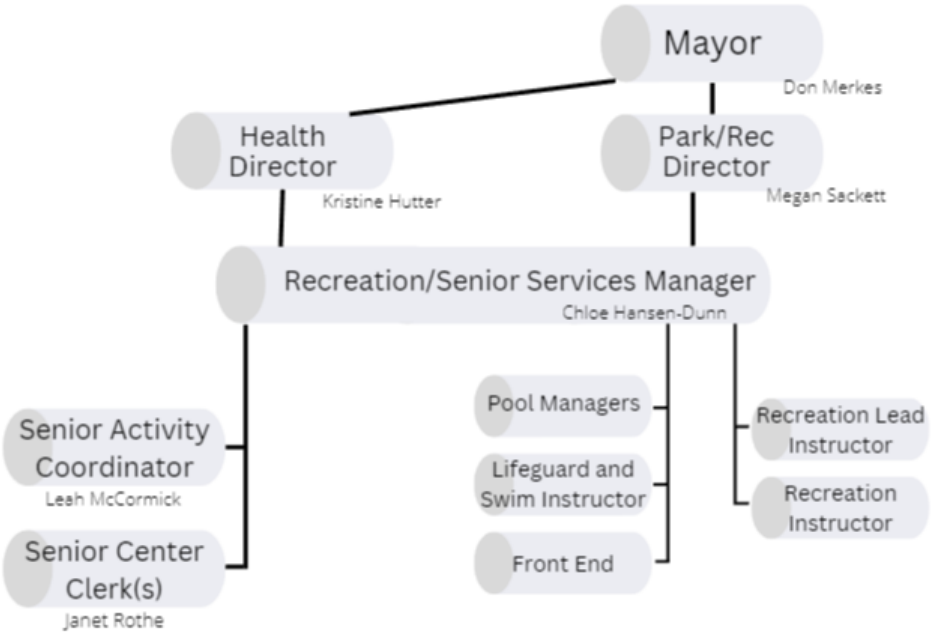 Mayor
Don Merkes
Health
Director
Kristine Hutter
Park/Rec
Director
Megan Sackett
Recreation/Senior Services Manager
Chloe Hansen-Dunn
Senior Activity
Coordinator
Leah McCormick
Senior Center
Clerk(s)
Janet Rothe
Pool Managers
Lifeguard and
Swim Instructor
Front End
Recreation Lead
Instructor
Recreation
Instructor